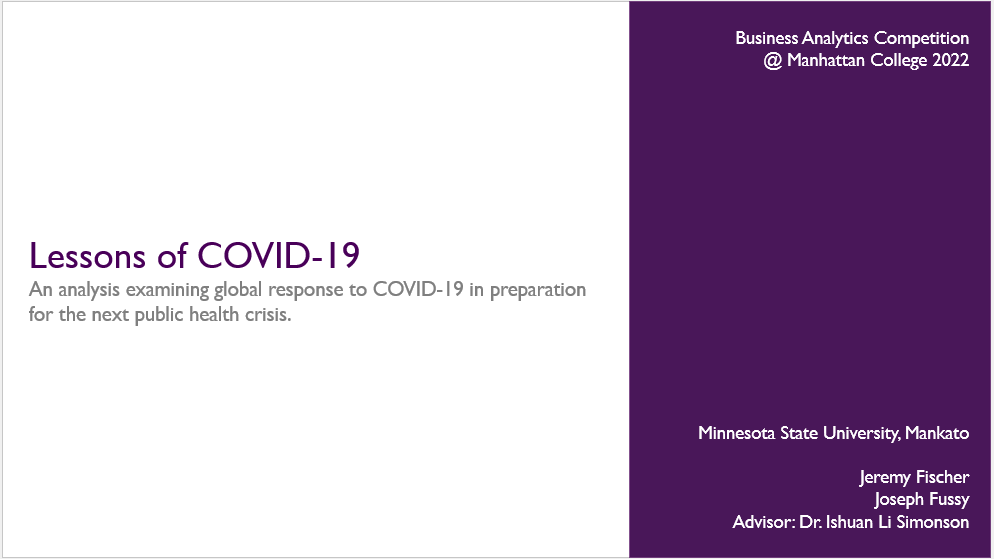 Business Analytics Competition
@ Manhattan College 2022
Lessons of COVID-19
An analysis examining global response to COVID-19 in preparation
for the next public health crisis.
Minnesota State University, Mankato
Jeremy Fischer
Joseph Fussy
Advisor: Dr. Ishuan Li Simonson